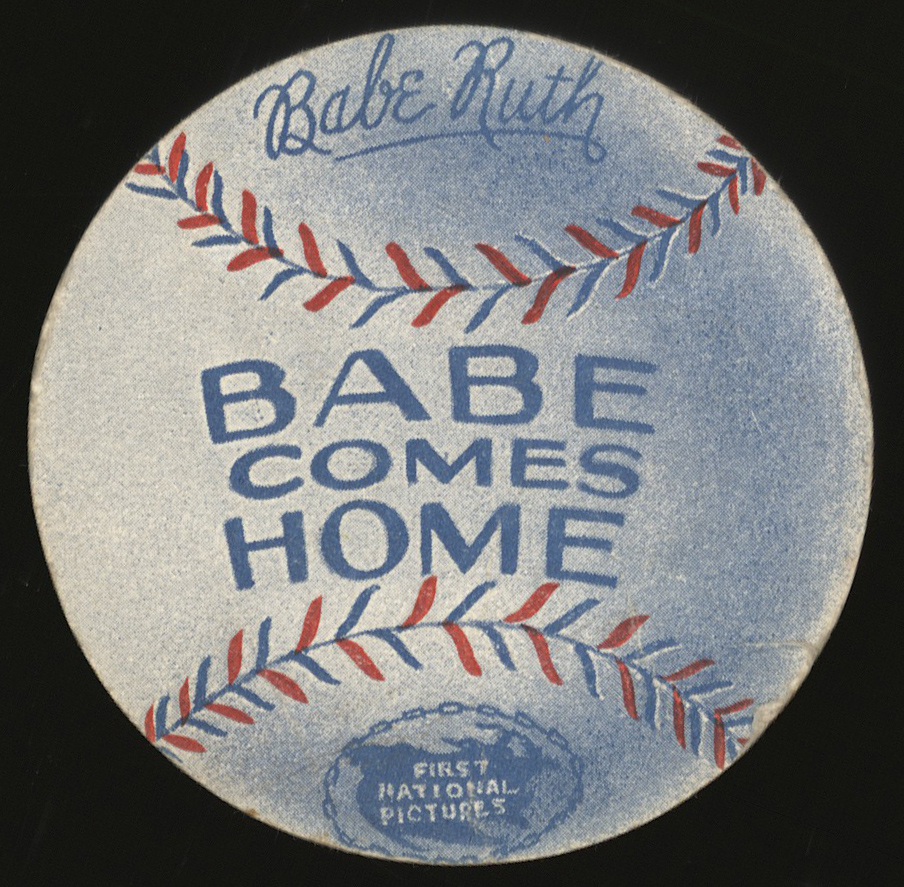 Babe Ruth
BABE
COMES
HOME
FIRST
NATIONAL
PICTURES